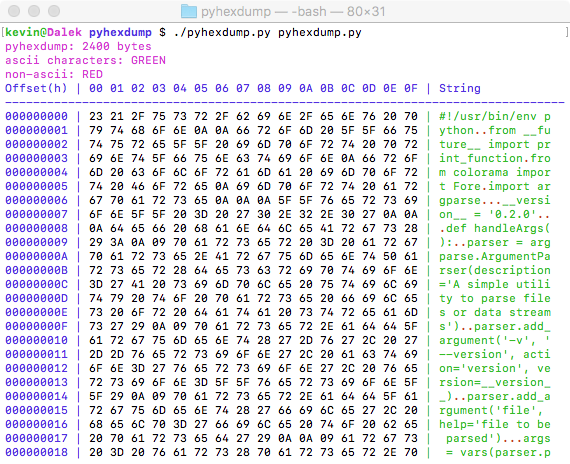 pyhexdump — -bash — 80×31
[kevin@Dalek pyhexdump $ ./pyhexdump.py pyhexdump.py ]
pyhexdump: 2400 bytes
ascii characters: GREEN
non-ascii: RED
Offset(h) | 00 01 02 03 04 05 06 07 08 09 0A 0B 0C 0D 0E 0F | String
--------------------------------------------------------------------------------
000000000 | 23 21 2F 75 73 72 2F 62 69 6E 2F 65 6E 76 20 70 | #!/usr/bin/env p
000000001 | 79 74 68 6F 6E 0A 0A 66 72 6F 6D 20 5F 5F 66 75 | ython..from __fu
000000002 | 74 75 72 65 5F 5F 20 69 6D 70 6F 72 74 20 70 72 | ture__ import pr
000000003 | 69 6E 74 5F 66 75 6E 63 74 69 6F 6E 0A 66 72 6F | int_function.fro
000000004 | 6D 20 63 6F 6C 6F 72 61 6D 61 20 69 6D 70 6F 72 | m colorama impor
000000005 | 74 20 46 6F 72 65 0A 69 6D 70 6F 72 74 20 61 72 | t Fore.import ar
000000006 | 67 70 61 72 73 65 0A 0A 0A 5F 5F 76 65 72 73 69 | gparse...__versi
000000007 | 6F 6E 5F 5F 20 3D 20 27 30 2E 32 2E 30 27 0A 0A | on__ = '0.2.0'..
000000008 | 0A 64 65 66 20 68 61 6E 64 6C 65 41 72 67 73 28 | .def handleArgs(
000000009 | 29 3A 0A 09 70 61 72 73 65 72 20 3D 20 61 72 67 | ):..parser = arg
00000000A | 70 61 72 73 65 2E 41 72 67 75 6D 65 6E 74 50 61 | parse.ArgumentPa
00000000B | 72 73 65 72 28 64 65 73 63 72 69 70 74 69 6F 6E | rser(description
00000000C | 3D 27 41 20 73 69 6D 70 6C 65 20 75 74 69 6C 69 | ='A simple utili
00000000D | 74 79 20 74 6F 20 70 61 72 73 65 20 66 69 6C 65 | ty to parse file
00000000E | 73 20 6F 72 20 64 61 74 61 20 73 74 72 65 61 6D | s or data stream
00000000F | 73 27 29 0A 09 70 61 72 73 65 72 2E 61 64 64 5F | s')..parser.add_
000000010 | 61 72 67 75 6D 65 6E 74 28 27 2D 76 27 2C 20 27 | argument('-v', '
000000011 | 2D 2D 76 65 72 73 69 6F 6E 27 2C 20 61 63 74 69 | --version', acti
000000012 | 6F 6E 3D 27 76 65 72 73 69 6F 6E 27 2C 20 76 65 | on='version', ve
000000013 | 72 73 69 6F 6E 3D 5F 5F 76 65 72 73 69 6F 6E 5F | rsion=__version_
000000014 | 5F 29 0A 09 70 61 72 73 65 72 2E 61 64 64 5F 61 | _)..parser.add_a
000000015 | 72 67 75 6D 65 6E 74 28 27 66 69 6C 65 27 2C 20 | rgument('file', 
000000016 | 68 65 6C 70 3D 27 66 69 6C 65 20 74 6F 20 62 65 | help='file to be
000000017 | 20 70 61 72 73 65 64 27 29 0A 0A 09 61 72 67 73 |  parsed')...args
000000018 | 20 3D 20 76 61 72 73 28 70 61 72 73 65 72 2E 70 |  = vars(parser.p